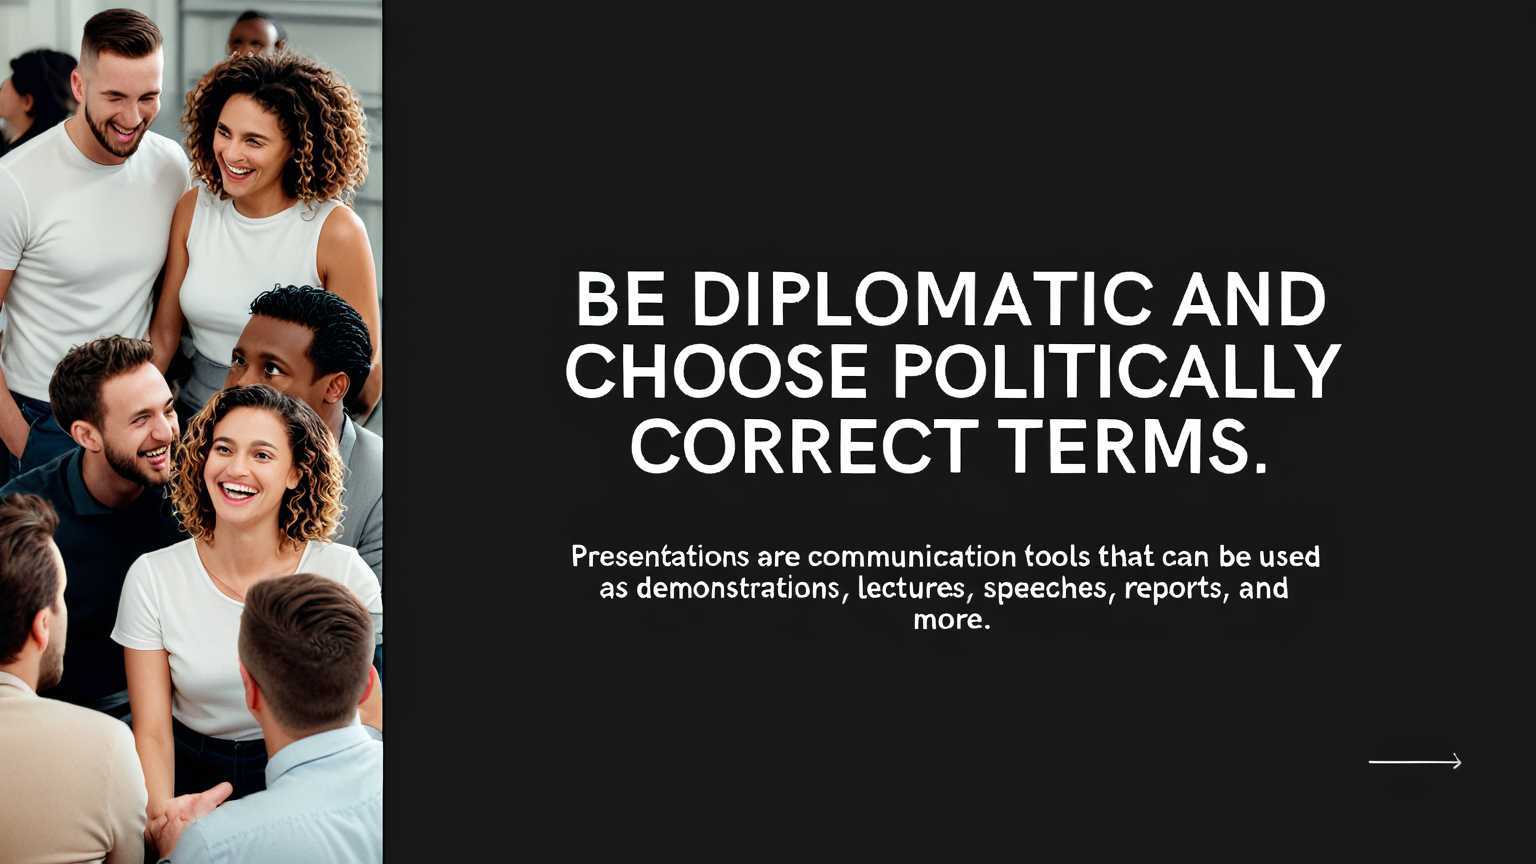 BE DIPLOMATIC AND
CHOOSE POLITICALLY
CORRECT TERMS.
Presentations are communication tools that can be used
as demonstrations, lectures, speeches, reports, and
more.